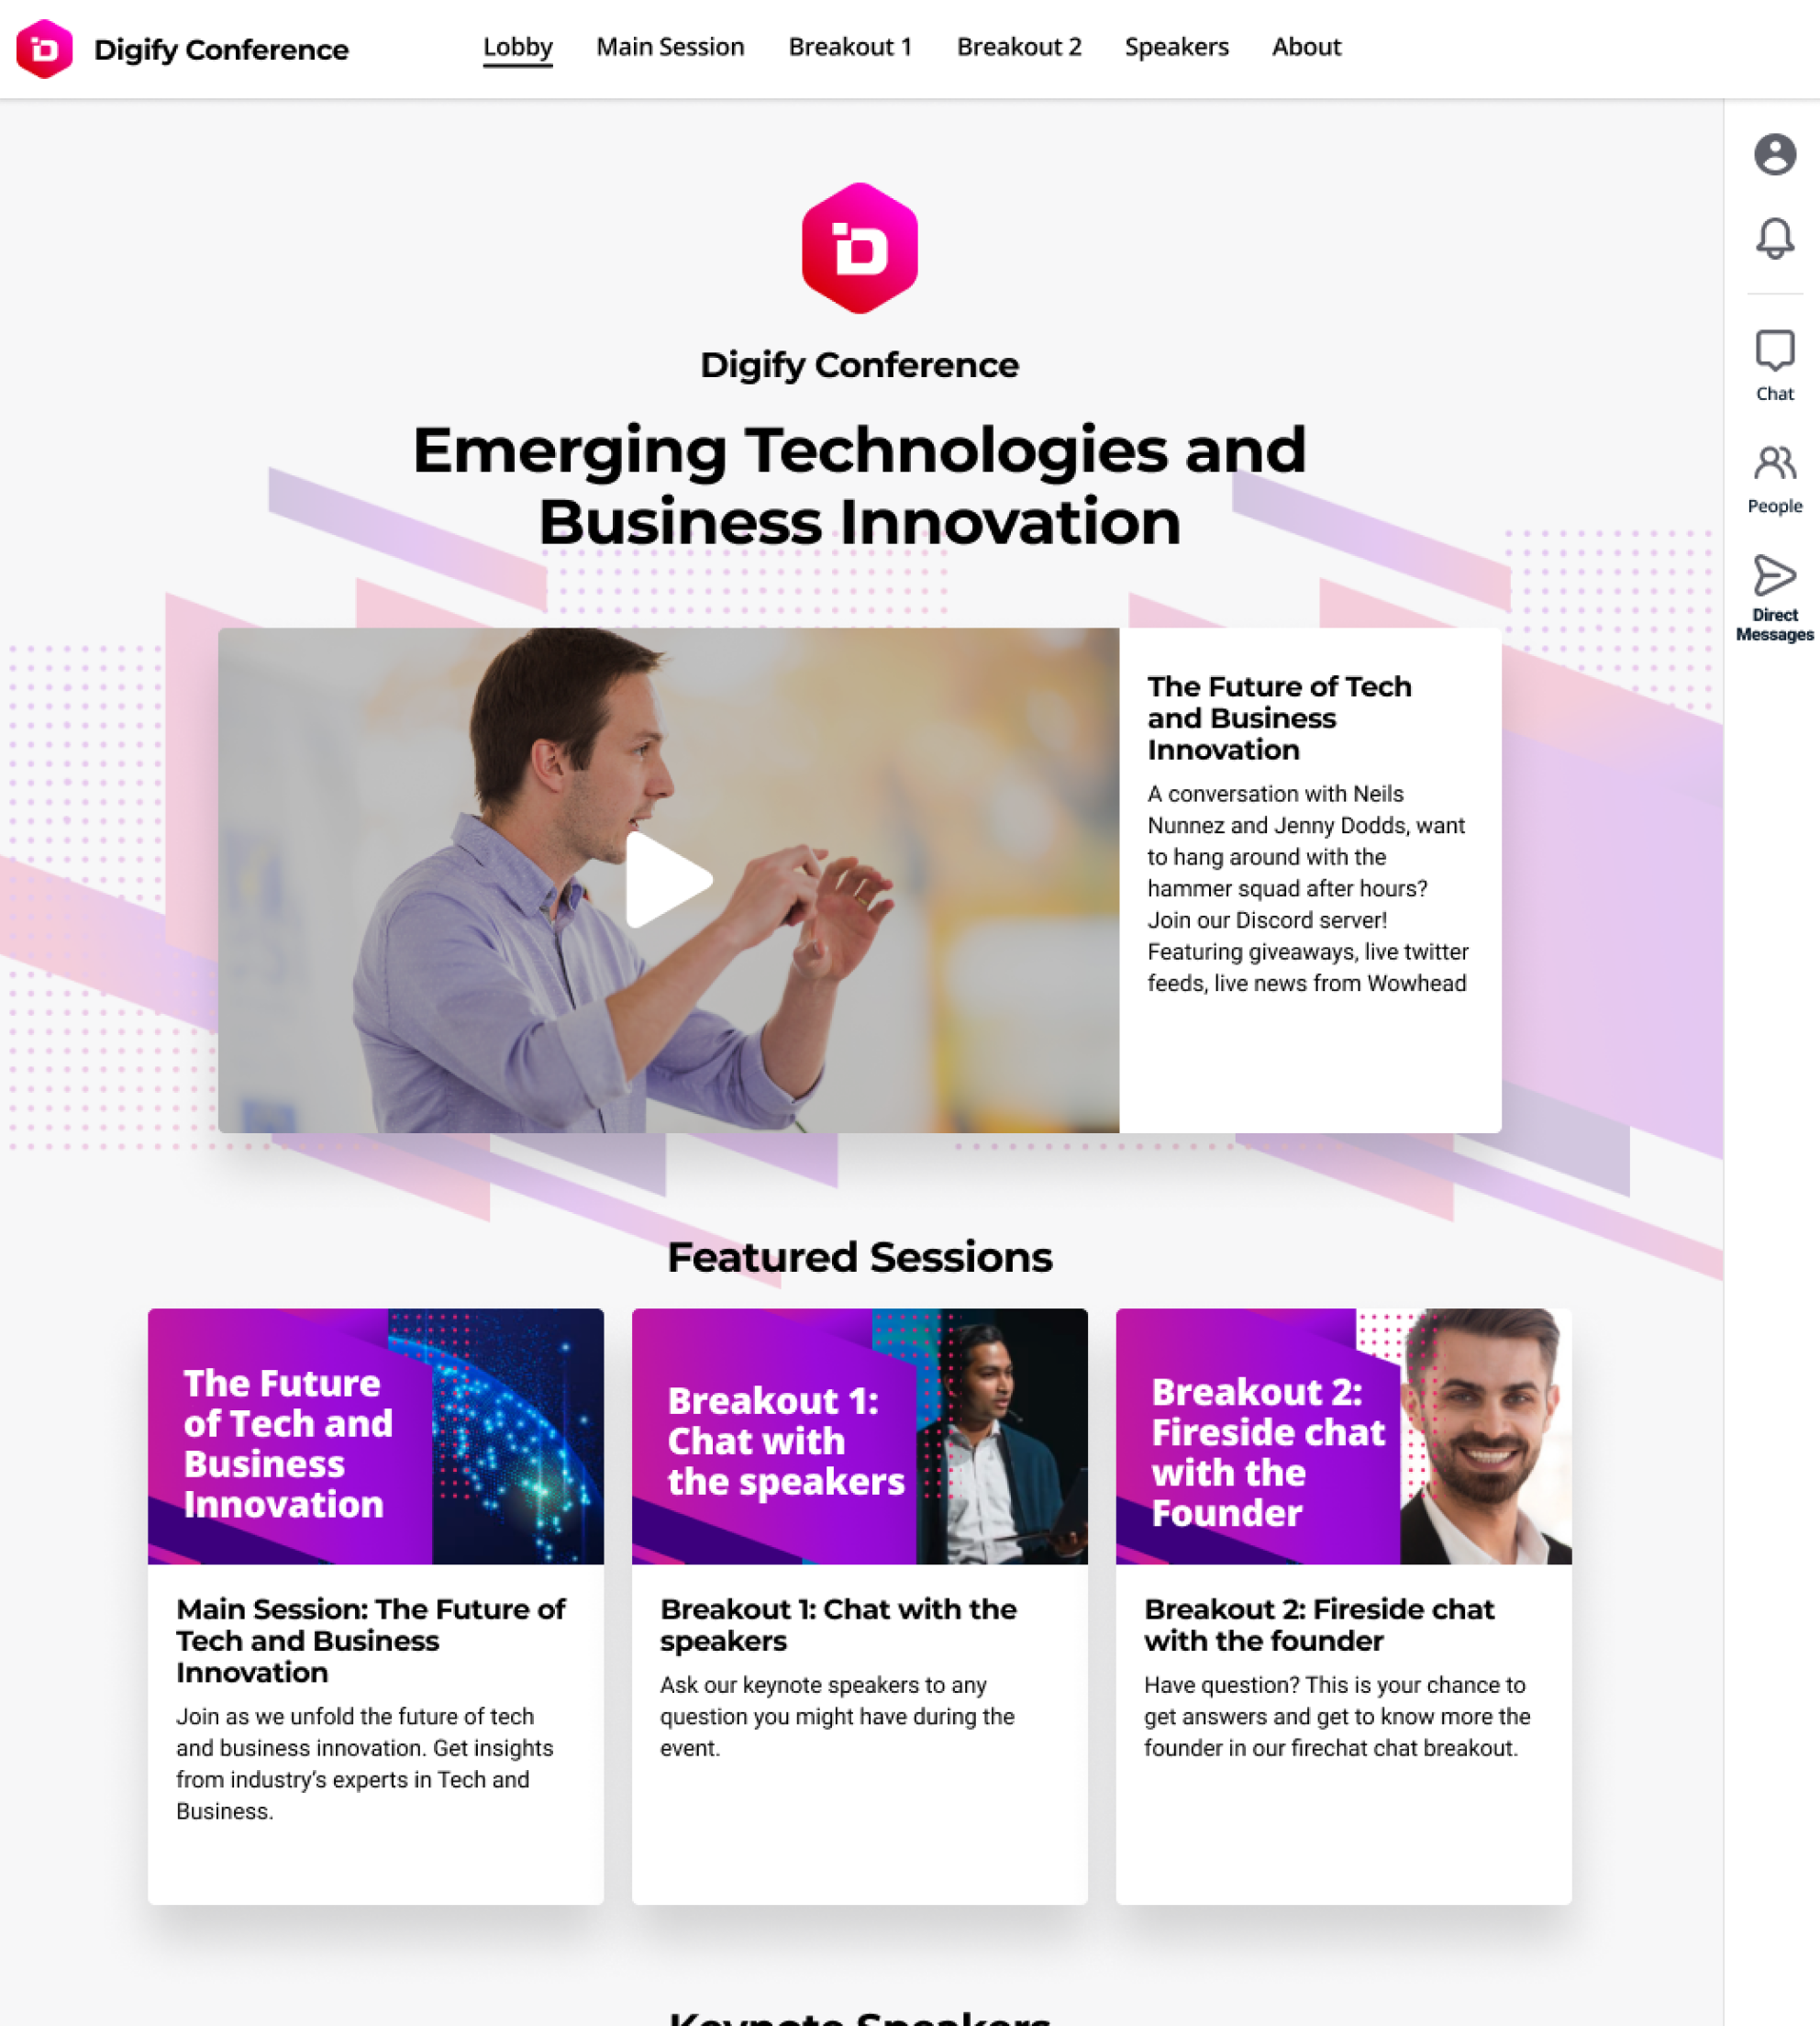 Digify Conference
Lobby
Main Session
Breakout 1
Breakout 2
Speakers
About
Digify Conference
Emerging Technologies and
Business Innovation
The Future of Tech
and Business
Innovation
A conversation with Neils
Nunnez and Jenny Dodds, want
to hang around with the
hammer squad after hours?
Join our Discord server!
Featuring giveaways, live twitter
feeds, live news from Wowhead
Chat
People
Direct
Messages
Featured Sessions
The Future
of Tech and
Business
Innovation
Main Session: The Future of
Tech and Business
Innovation
Join as we unfold the future of tech
and business innovation. Get insights
from industry's experts in Tech and
Business.
Breakout 1:
Chat with
the speakers
Breakout 1: Chat with the
speakers
Ask our keynote speakers to any
question you might have during the
event.
Breakout 2:
Fireside chat
with the
Founder
Breakout 2: Fireside chat
with the founder
Have question? This is your chance to
get answers and get to know more the
founder in our firechat chat breakout.
Keynote Speakers